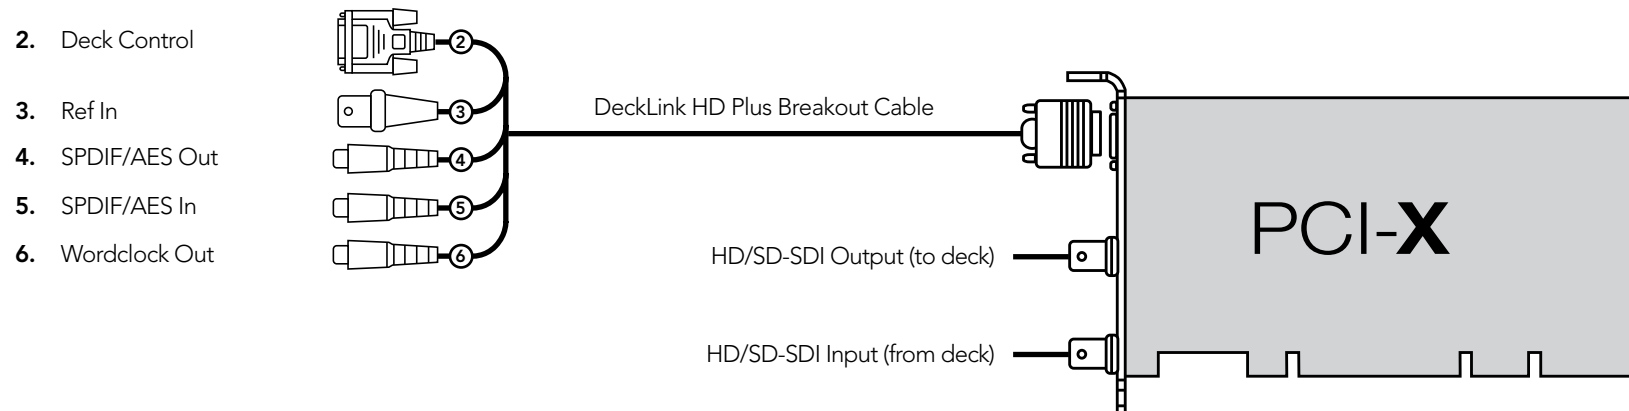 2. Deck Control
3. Ref In
4. SPDIF/AES Out
5. SPDIF/AES In
6. Wordclock Out
2
3
4
5
6
DeckLink HD Plus Breakout Cable
HD/SD-SDI Output (to deck)
HD/SD-SDI Input (from deck)
PCI-X